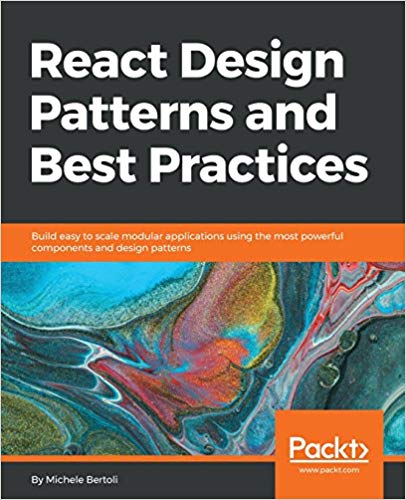 React Design
Patterns and
Best Practices
Build easy to scale modular applications using the most powerful
components and design patterns
Packt>
www.packt.com
By Michele Bertoli